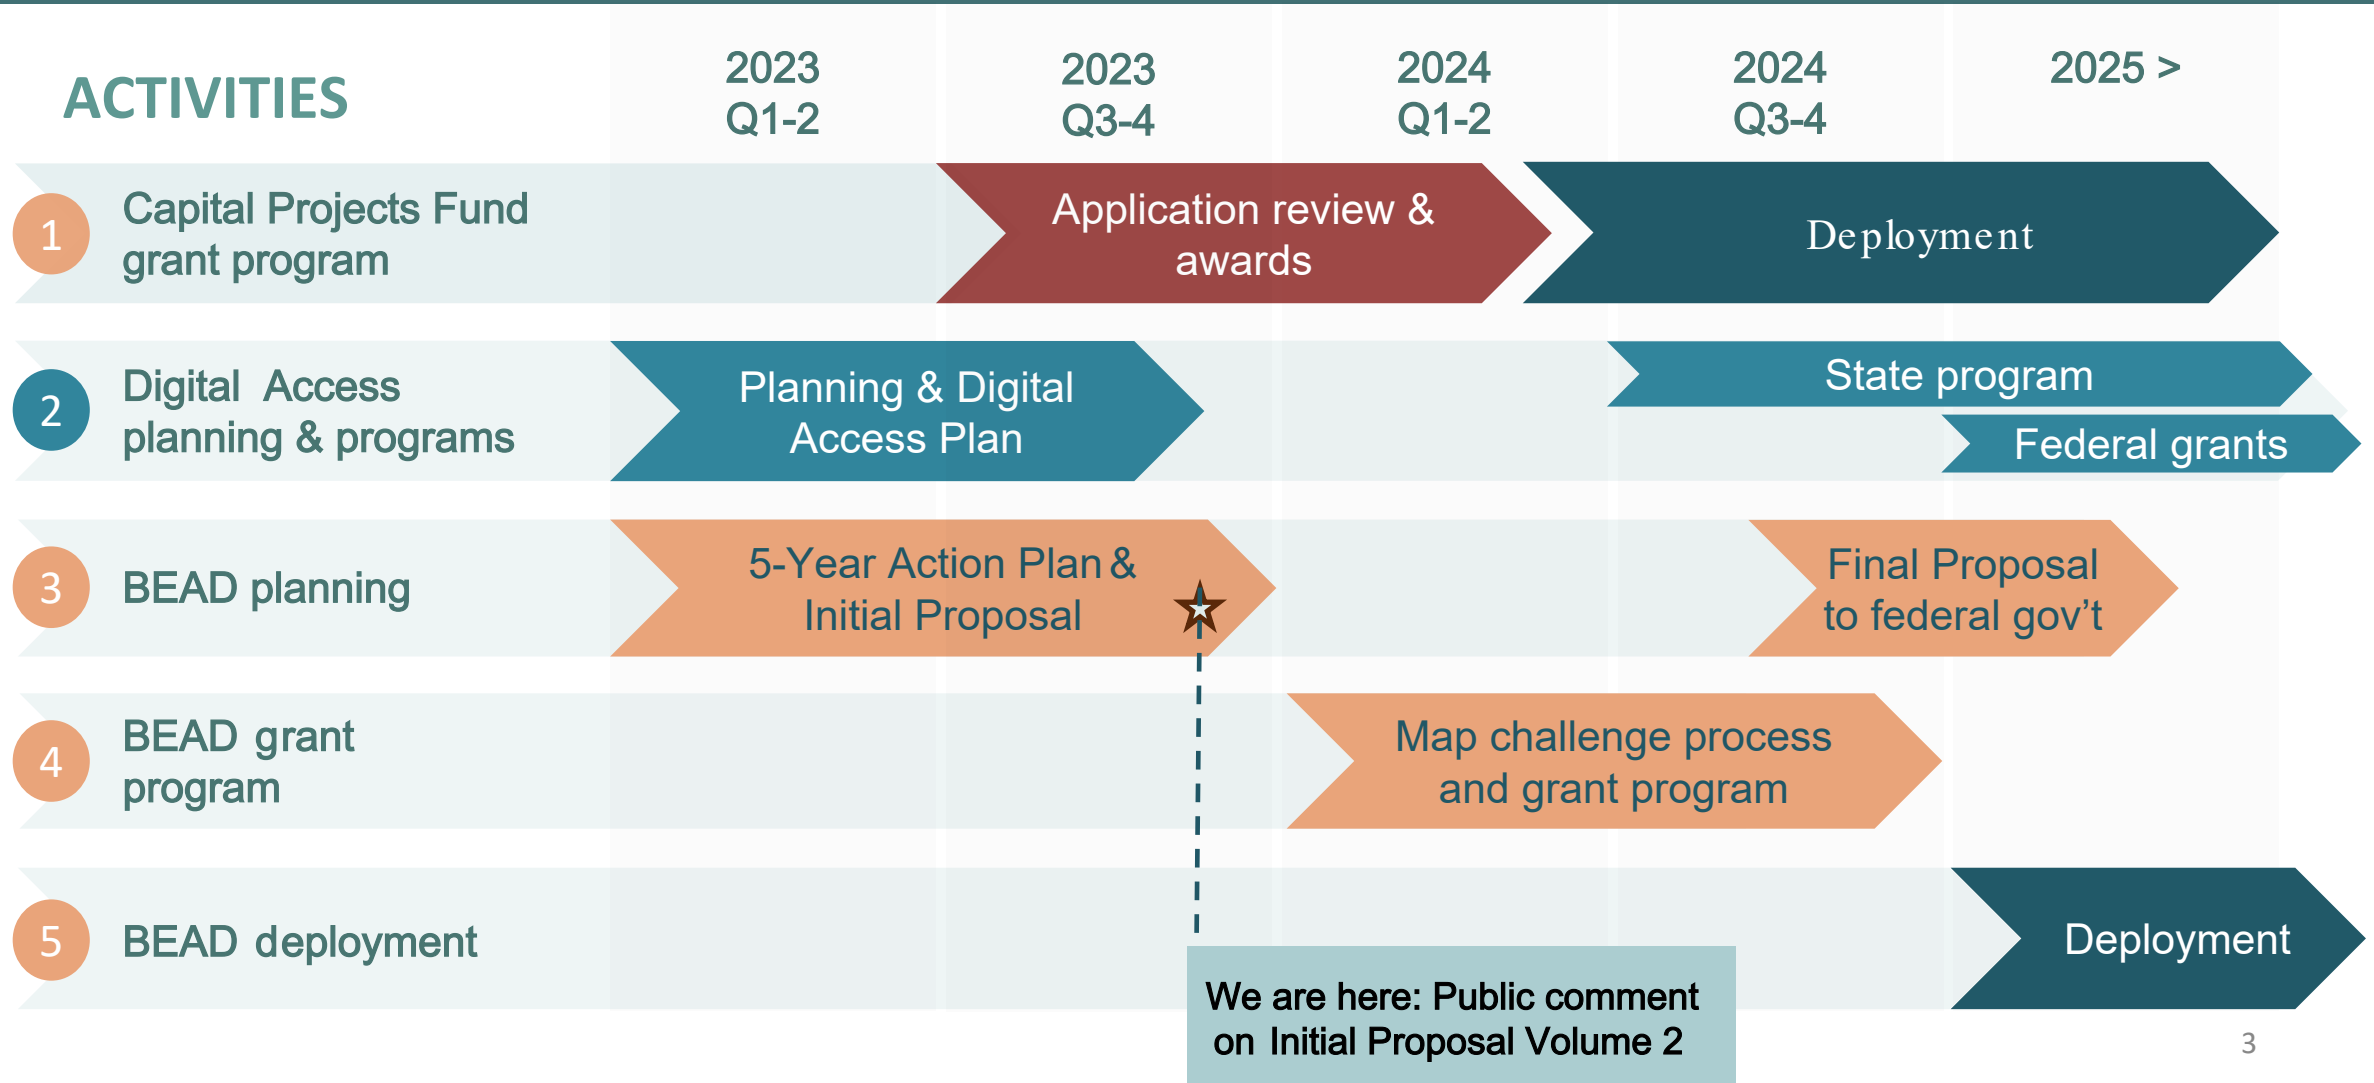 ACTIVITIES
2023
Q1-2
2023
Q3-4
2024
Q1-2
2024
Q3-4
2025 >
1
Capital Projects Fund
grant program
Application review &
awards
Deployment
2
Digital Access
planning & programs
Planning & Digital
Access Plan
State program
Federal grants
3
BEAD planning
5-Year Action Plan &
Initial Proposal
Final Proposal
to federal gov’t
4
BEAD grant
program
Map challenge process
and grant program
5
BEAD deployment
Deployment
We are here: Public comment
on Initial Proposal Volume 2
3